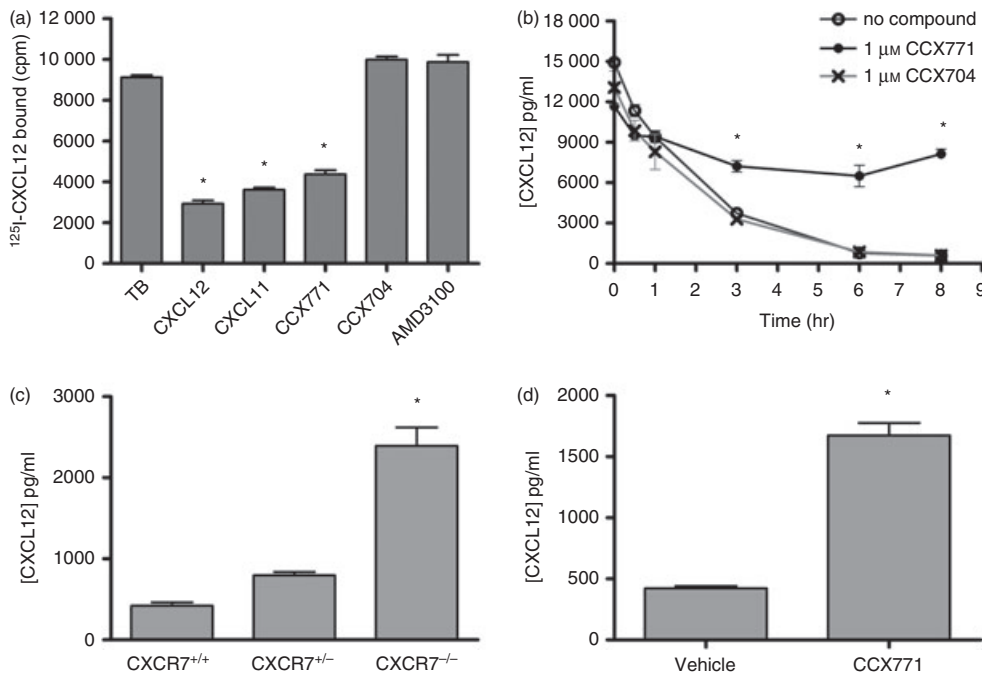 (a)
12 000
10 000
8000
6000
4000
2000
0
¹²⁵I-CXCL12 bound (cpm)
*
*
*
TB
CXCL12
CXCL11
CCX771
CCX704
AMD3100
(b)
18 000
15 000
12 000
9000
6000
3000
0
[CXCL12] pg/ml
no compound
1 μM CCX771
1 μM CCX704
*
*
*
0 1 2 3 4 5 6 7 8 9
Time (hr)
(c)
3000
2000
1000
0
[CXCL12] pg/ml
*
CXCR7⁺/⁺ CXCR7⁺/⁻ CXCR7⁻/⁻
(d)
2000
1500
1000
500
0
[CXCL12] pg/ml
*
Vehicle CCX771